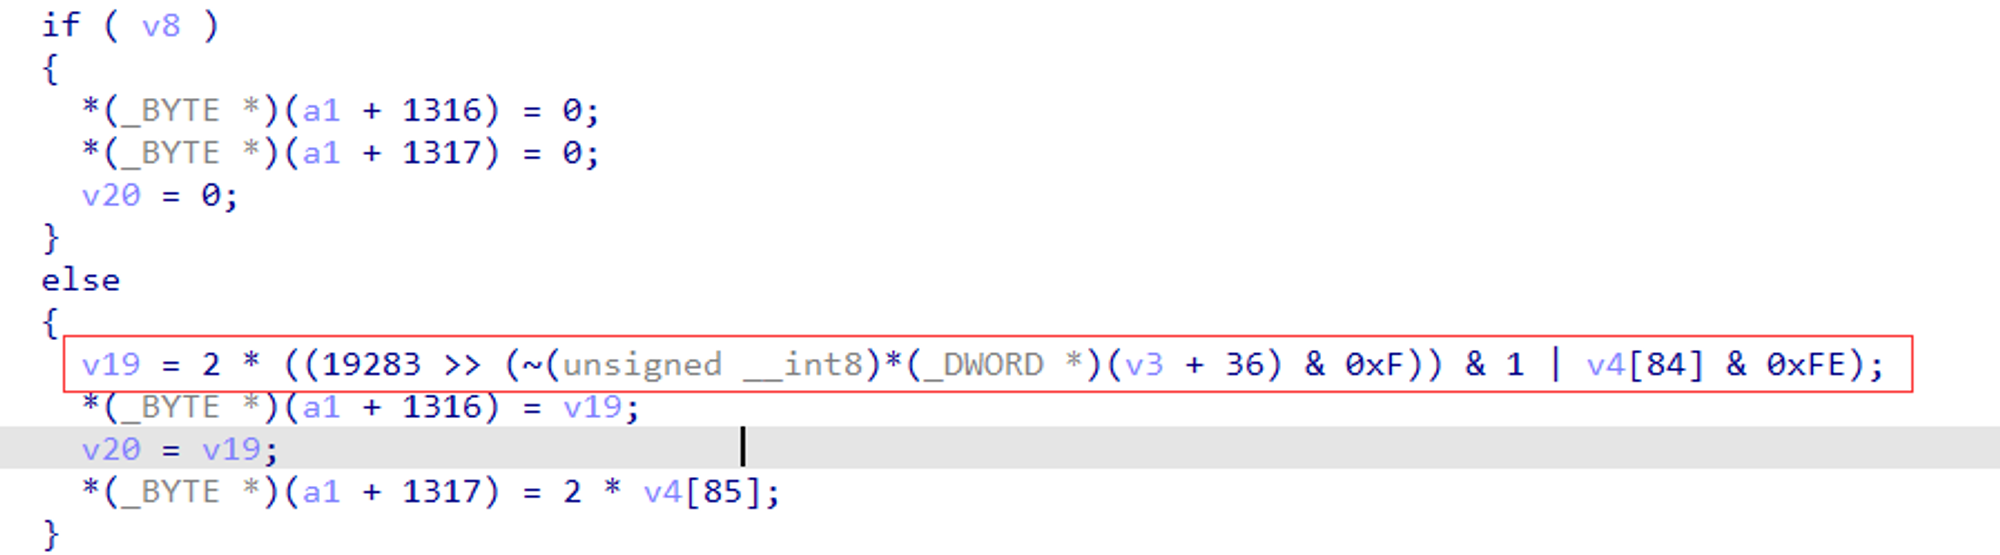 if ( v8 )
{
*(_BYTE *)(a1 + 1316) = 0;
*(_BYTE *)(a1 + 1317) = 0;
v20 = 0;
}
else
{
v19 = 2 * ((19283 >> (~(unsigned __int8)*(_DWORD *)(v3 + 36) & 0xF)) & 1 | v4[84] & 0xFE);
*(_BYTE *)(a1 + 1316) = v19;
v20 = v19;
*(_BYTE *)(a1 + 1317) = 2 * v4[85];
}